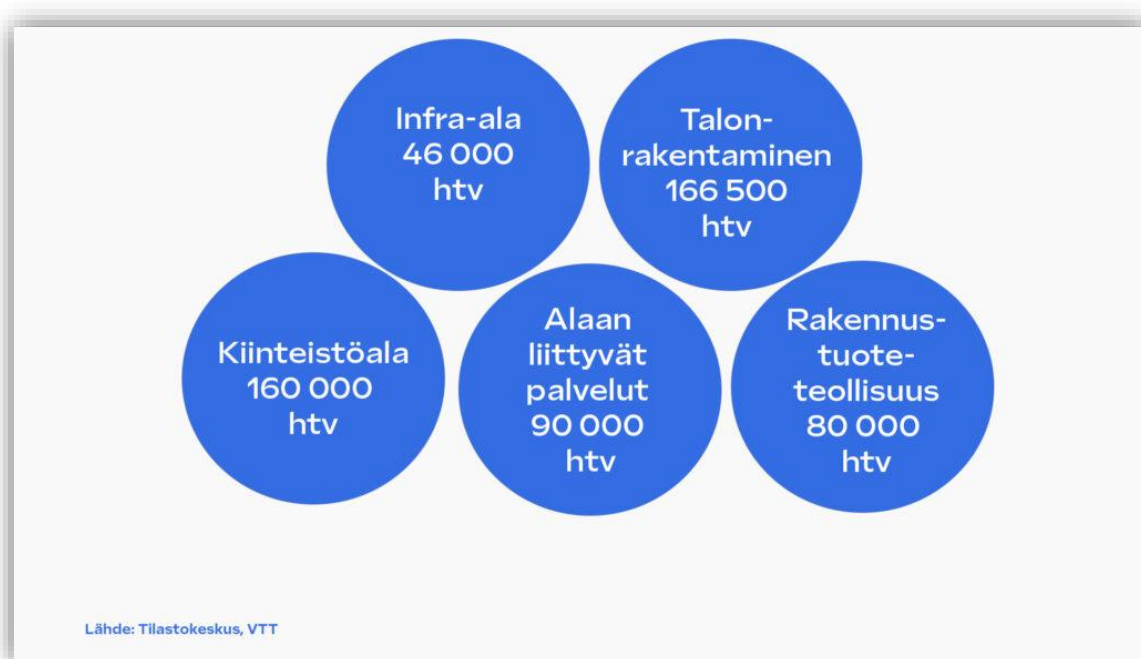 Infra-ala
46 000
htv
Talon-
rakentaminen
166 500
htv
Kiinteistöala
160 000
htv
Alaan
liittyvät
palvelut
90 000
htv
Rakennus-
tuote-
teollisuus
80 000
htv
Lähde: Tilastokeskus, VTT